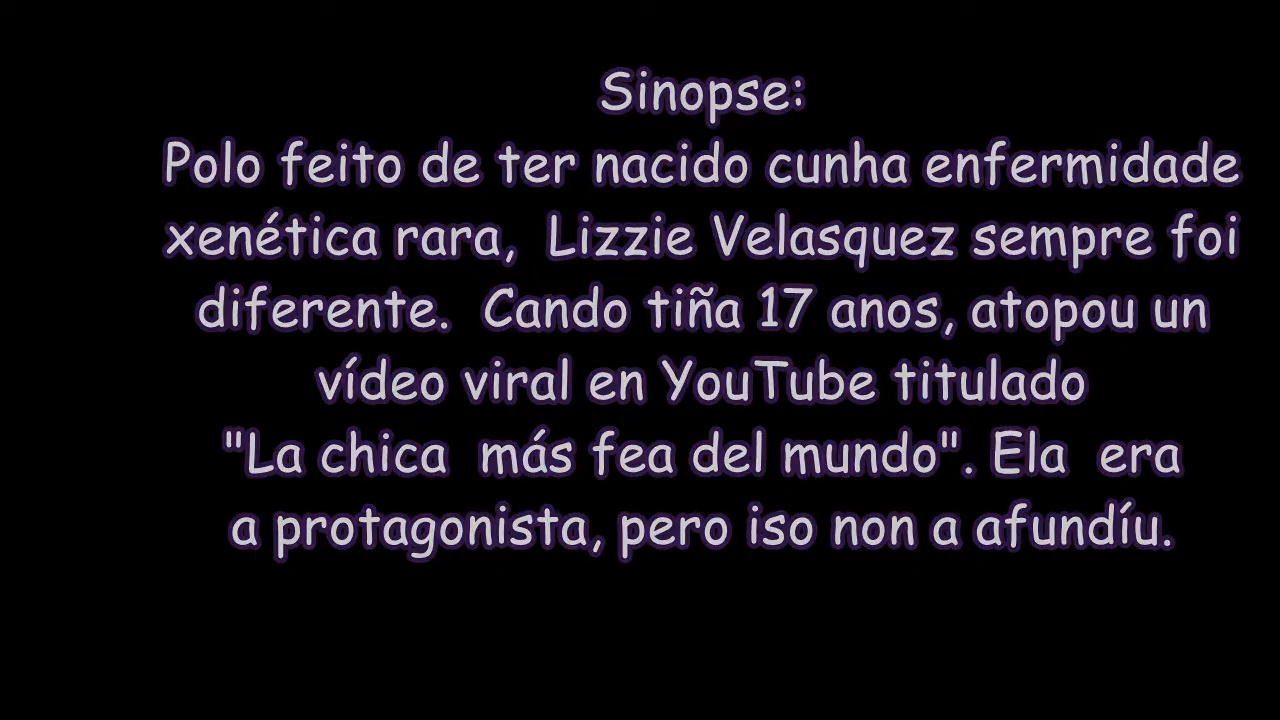 Sinopse:
Polo feito de ter nacido cunha enfermidade
xenética rara, Lizzie Velasquez sempre foi
diferente. Cando tiña 17 anos, atopou un
vídeo viral en YouTube titulado
"La chica más fea del mundo". Ela era
a protagonista, pero iso non a afundíu.